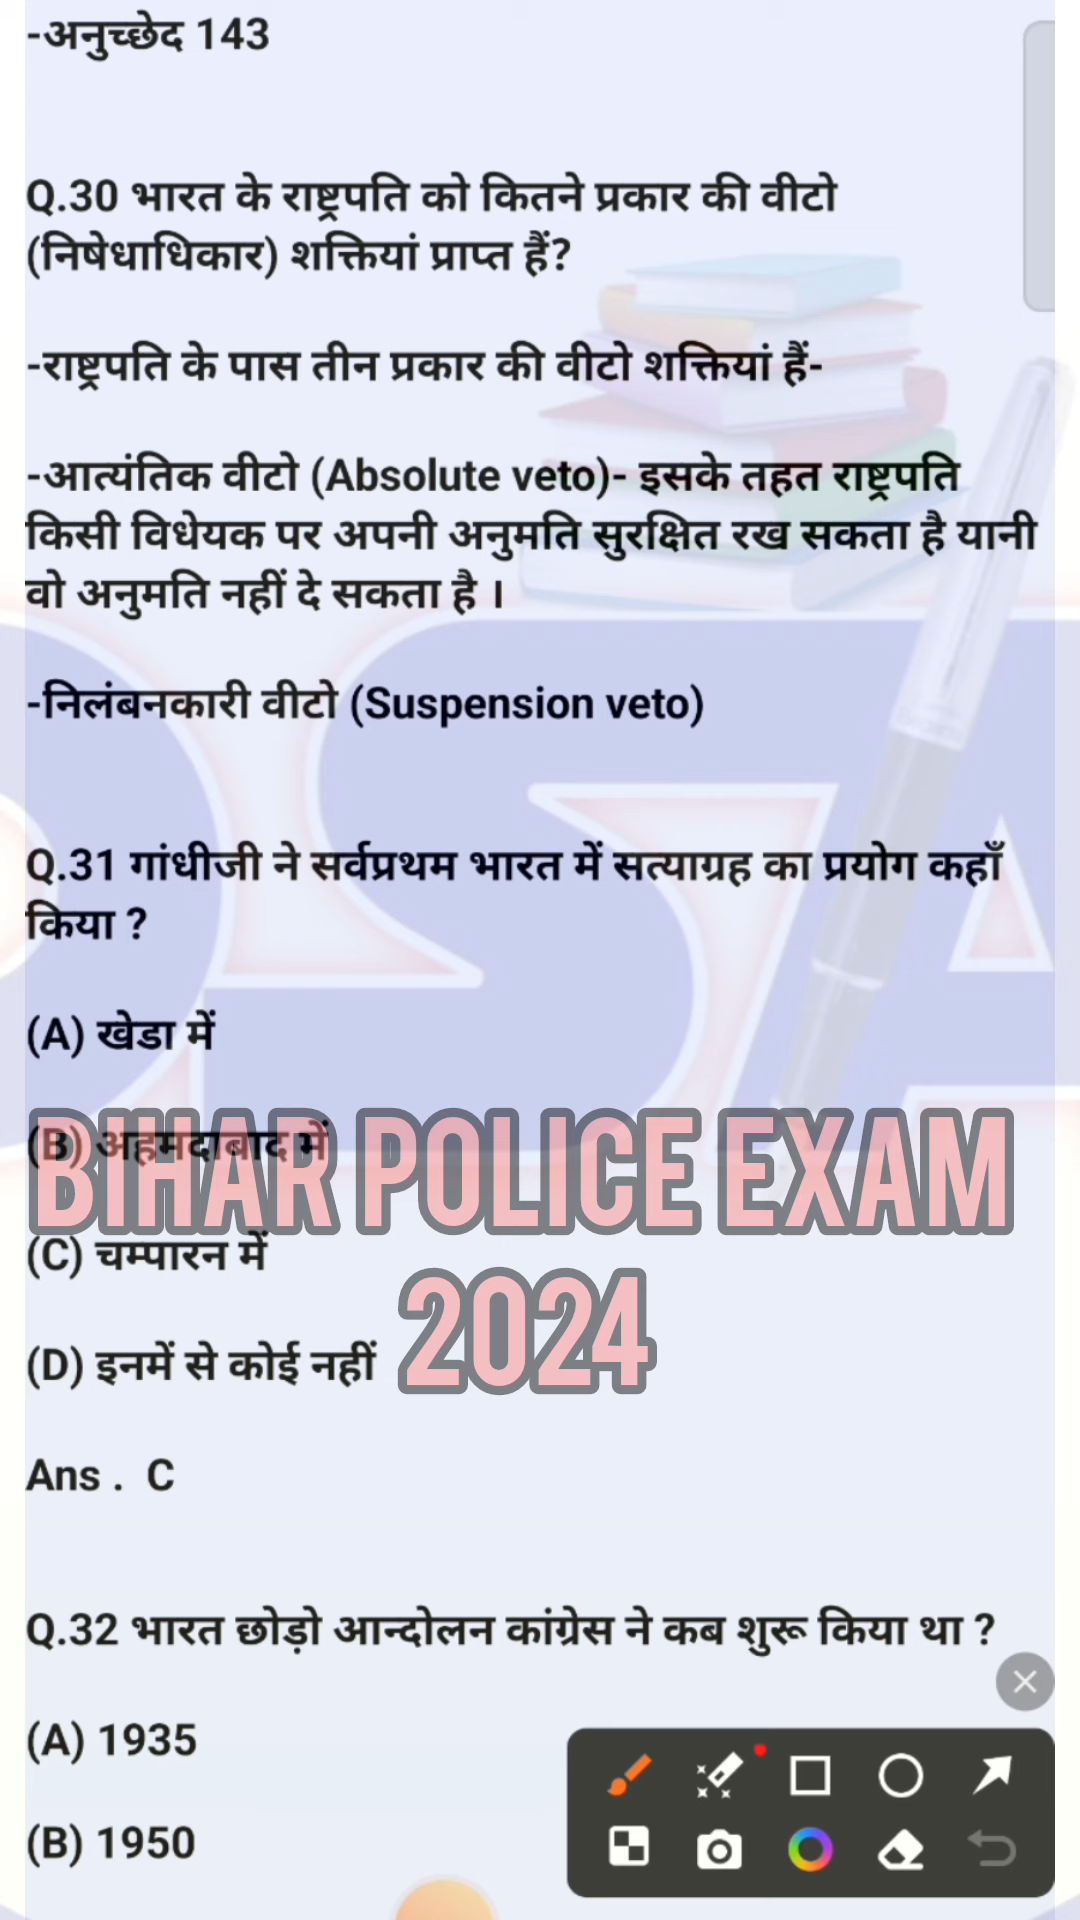 -अनुच्छेद 143
Q.30 भारत के राष्ट्रपति को कितने प्रकार की वीटो
(निषेधाधिकार) शक्तियां प्राप्त हैं?
-राष्ट्रपति के पास तीन प्रकार की वीटो शक्तियां हैं-
-आत्यंतिक वीटो (Absolute veto)- इसके तहत राष्ट्रपति
किसी विधेयक पर अपनी अनुमति सुरक्षित रख सकता है यानी
वो अनुमति नहीं दे सकता है ।
-निलंबनकारी वीटो (Suspension veto)
Q.31 गांधीजी ने सर्वप्रथम भारत में सत्याग्रह का प्रयोग कहाँ
किया ?
(A) खेडा में
(B) अहमदाबाद में
BIHAR POLICE EXAM
(C) चम्पारन में
2024
(D) इनमें से कोई नहीं
Ans . C
Q.32 भारत छोड़ो आन्दोलन कांग्रेस ने कब शुरू किया था ?
(A) 1935
(B) 1950